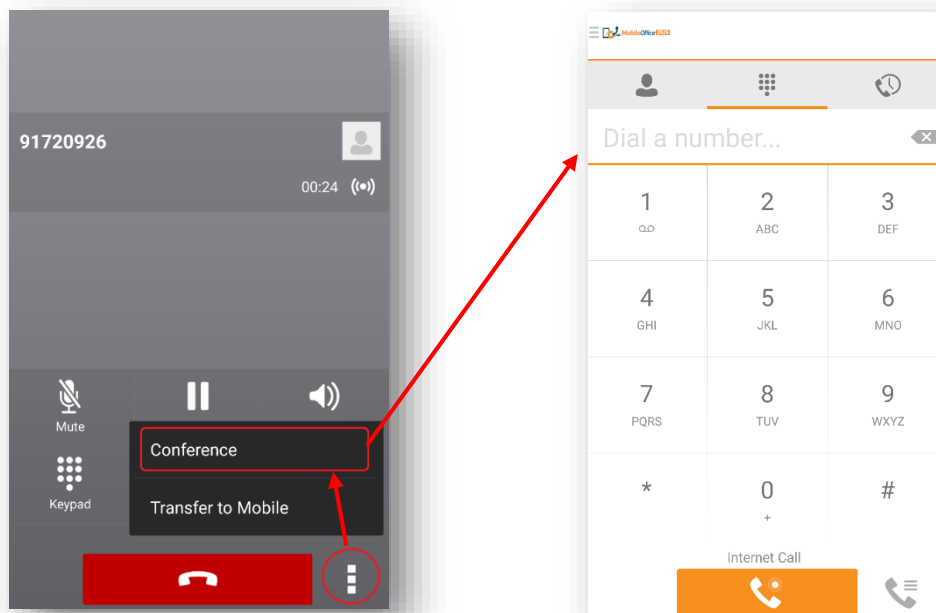 91720926
00:24
Mute
Keypad
Conference
Transfer to Mobile
MobileOffice
Dial a number...
1
2
ABC
3
DEF
4
GHI
5
JKL
6
MNO
7
PQRS
8
TUV
9
WXYZ
*
0
+
#
Internet Call